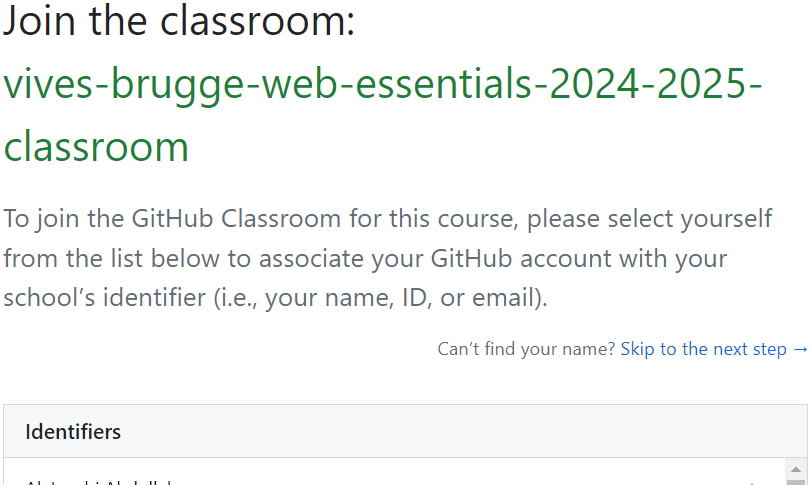 Join the classroom:
vives-brugge-web-essentials-2024-2025-
classroom
To join the GitHub Classroom for this course, please select yourself
from the list below to associate your GitHub account with your
school’s identifier (i.e., your name, ID, or email).
Can’t find your name? Skip to the next step →
Identifiers